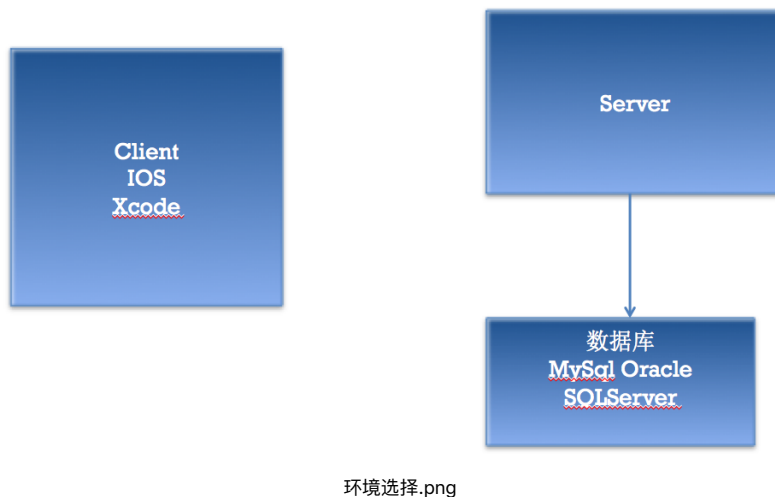 Client
IOS
Xcode
Server
数据库
MySql Oracle
SQLServer
环境选择.png